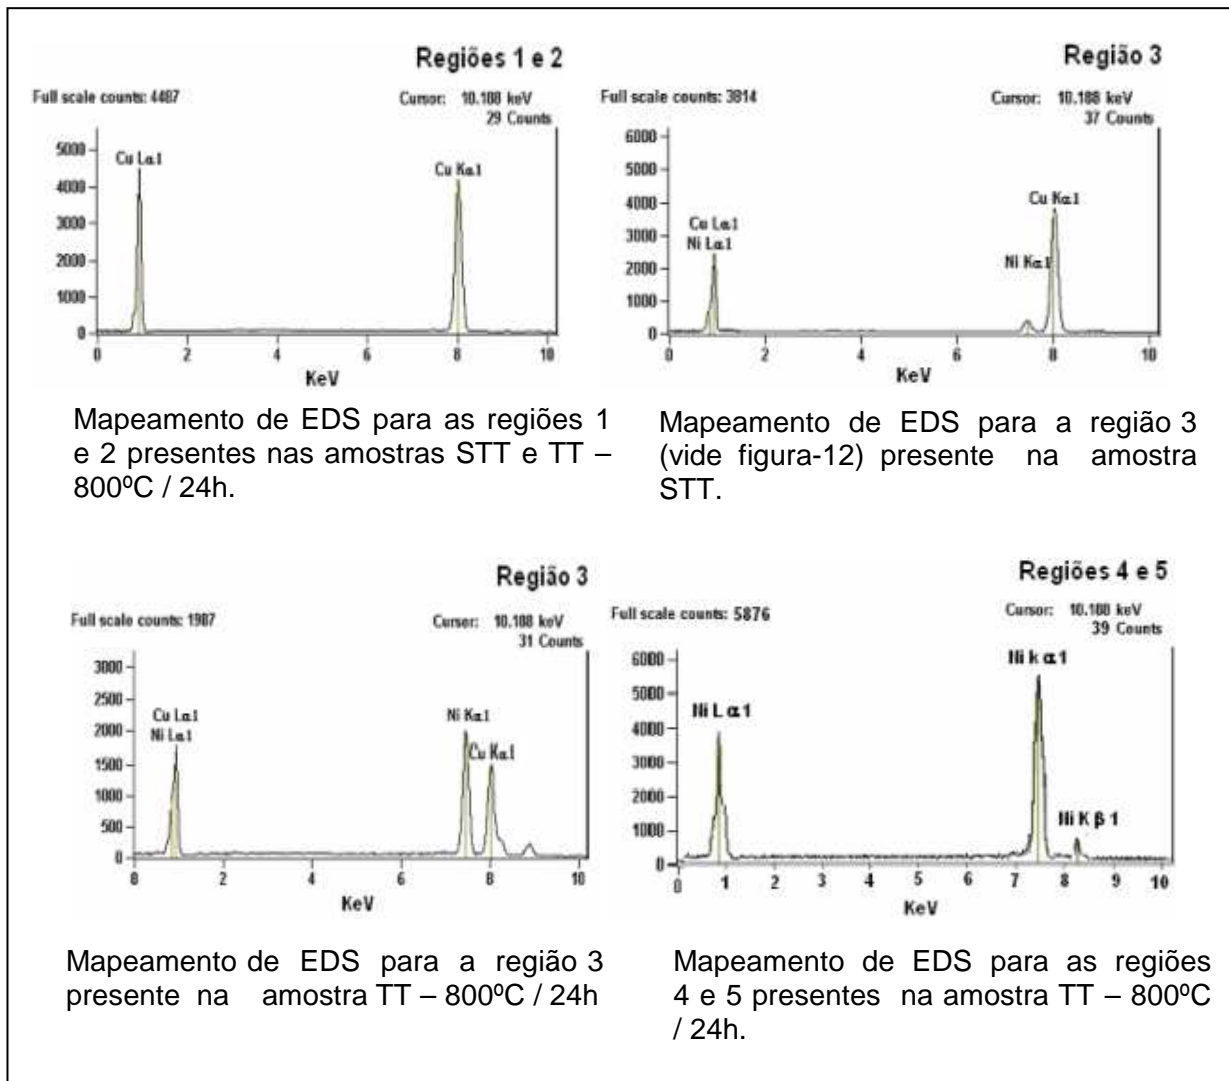 Regiões 1 e 2
Full scale counts: 4487
Cursor: 10.188 keV
29 Counts
5000
4000
3000
2000
1000
0
Cu Lα1
Cu Kα1
0 2 4 6 8 10
KeV
Mapeamento de EDS para as regiões 1
e 2 presentes nas amostras STT e TT –
800ºC / 24h.
Região 3
Full scale counts: 3814
Cursor: 10.188 keV
37 Counts
6000
5000
4000
3000
2000
1000
0
Cu Lα1
Ni Lα1
Ni Kα1
Cu Kα1
0 2 4 6 8 10
KeV
Mapeamento de EDS para a região 3
(vide figura-12) presente na amostra
STT.
Região 3
Full scale counts: 1987
Cursor: 10.188 keV
31 Counts
3000
2500
2000
1500
1000
500
0
Cu Lα1
Ni Lα1
Ni Kα1
Cu Kα1
0 2 4 6 8 10
KeV
Mapeamento de EDS para a região 3
presente na amostra TT – 800ºC / 24h
Regiões 4 e 5
Full scale counts: 5876
Cursor: 10.188 keV
39 Counts
6000
5000
4000
3000
2000
1000
0
Ni L α 1
Ni k α 1
Ni K β 1
0 1 2 3 4 5 6 7 8 9 10
KeV
Mapeamento de EDS para as regiões
4 e 5 presentes na amostra TT – 800ºC
/ 24h.